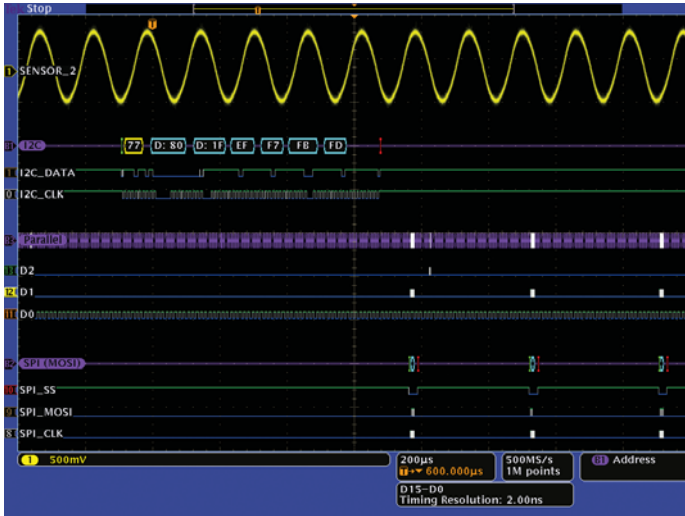 Stop
T
T
1 SENSOR_2
B1 I2C 77 D: 80 D: 1F EF F7 FB FD
1 I2C_DATA
0 I2C_CLK
Parallel
13 D2
12 D1
11 D0
B2 SPI (MOSI)
10 SPI_SS
9 SPI_MOSI
8 SPI_CLK
1 500mV
200µs 500MS/s B1 Address
T→▼ 600.000µs 1M points
D15-D0
Timing Resolution: 2.00ns